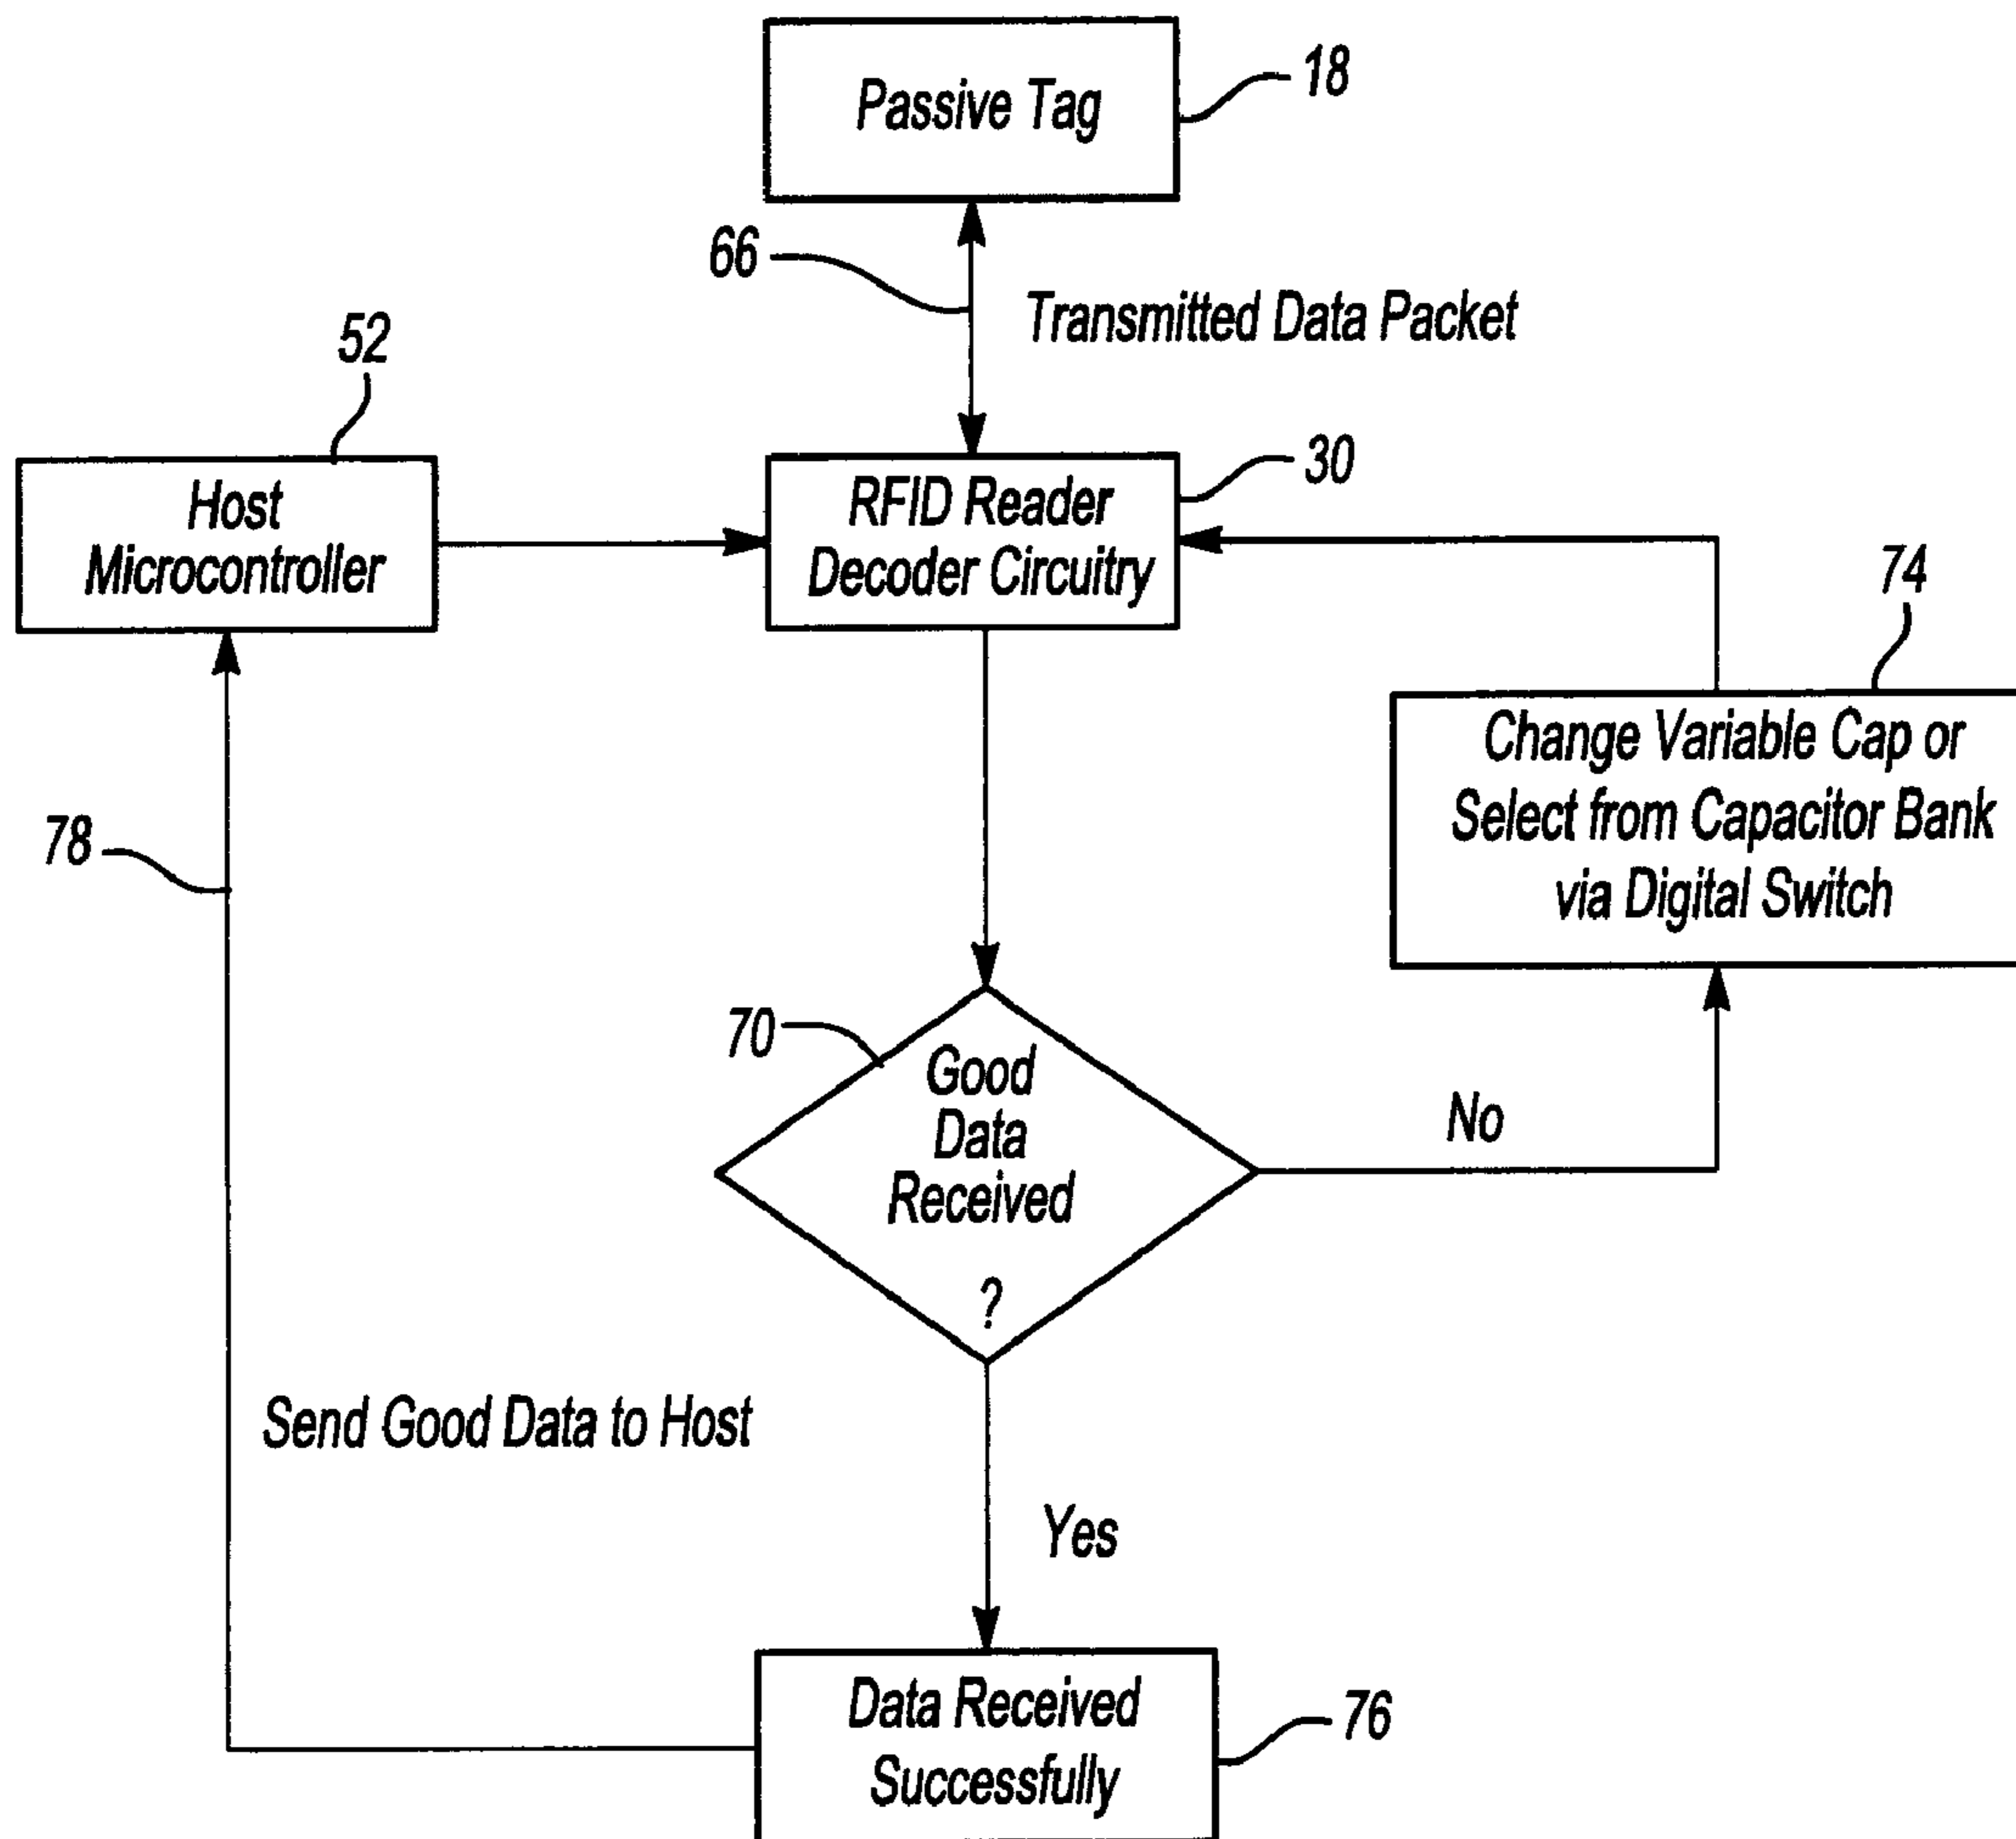 Passive Tag
18
66
Transmitted Data Packet
52
Host
Microcontroller
RFID Reader
Decoder Circuitry
30
74
Change Variable Cap or
Select from Capacitor Bank
via Digital Switch
78
70
Good
Data
Received
?
No
Send Good Data to Host
Yes
Data Received
Successfully
76